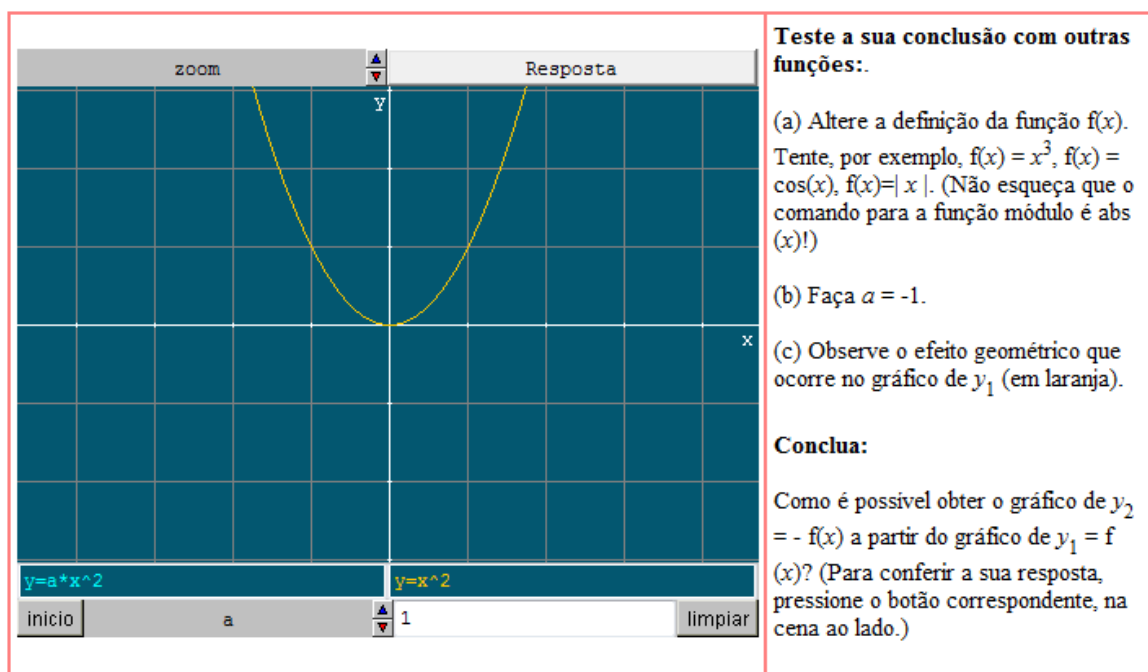 zoom
Resposta
y
x
y=a*x^2
y=x^2
inicio
a
1
limpiar
Teste a sua conclusão com outras
funções:.
(a) Altere a definição da função f(x).
Tente, por exemplo, f(x) = x³, f(x) =
cos(x), f(x)=| x |. (Não esqueça que o
comando para a função módulo é abs
(x)!)
(b) Faça a = -1.
(c) Observe o efeito geométrico que
ocorre no gráfico de y₁ (em laranja).
Conclua:
Como é possível obter o gráfico de y₂
= - f(x) a partir do gráfico de y₁ = f
(x)? (Para conferir a sua resposta,
pressione o botão correspondente, na
cena ao lado.)